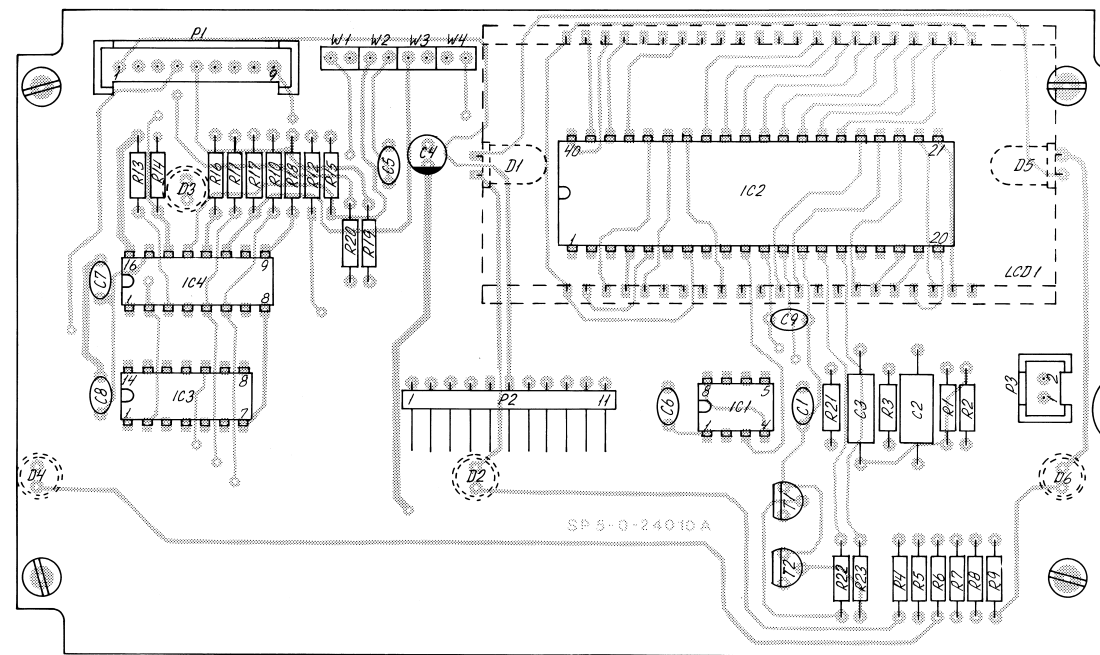 P1
W1 W2 W3 W4
1 9
R13 R14 D3 R16 R17 R12 R10 R18 R12 R15
C5 C4 D1 D5
40 21
IC2
1 20
LCD1
R20 R19
C7 16 9
IC4
1 8
C9
C8 14 8
IC3
1 7
1 P2 11
C6 8 5
IC1
1 4
C1 R21 C3 R3 C2 R1 R2
P3 2
1
D4 D2 D6
T1
SP5-0-24010A
T2
R22 R23 R4 R5 R6 R7 R8 R9